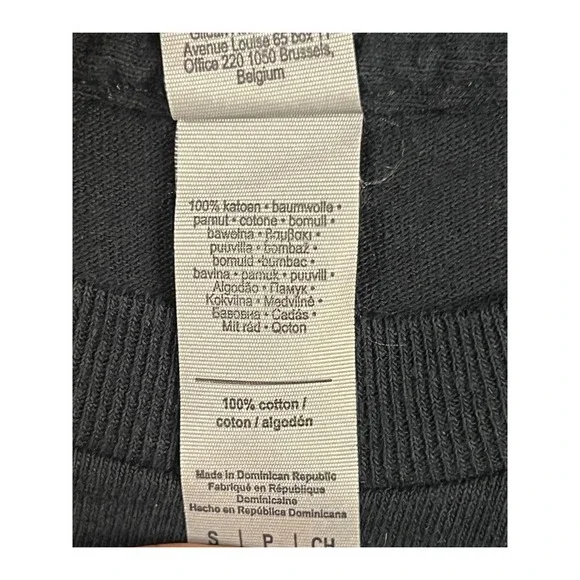 Avenue Louise 65 box 11
Office 220 1050 Brussels,
Belgium
100% katoen • baumwolle •
pamut • cotone • bomull •
bawełna • Βαμβακι •
puuvilla • bombaž •
bomuld • bumbac •
bavlna • pamuk • puuvill •
Algodão • Памук •
Kokvilna • Medvilnė •
Бавовна • Cadás •
Mit rád • Qoton
100% cotton /
coton / algodón
Made in Dominican Republic
Fabriqué en République
Dominicaine
Hecho en República Dominicana
S | P | CH